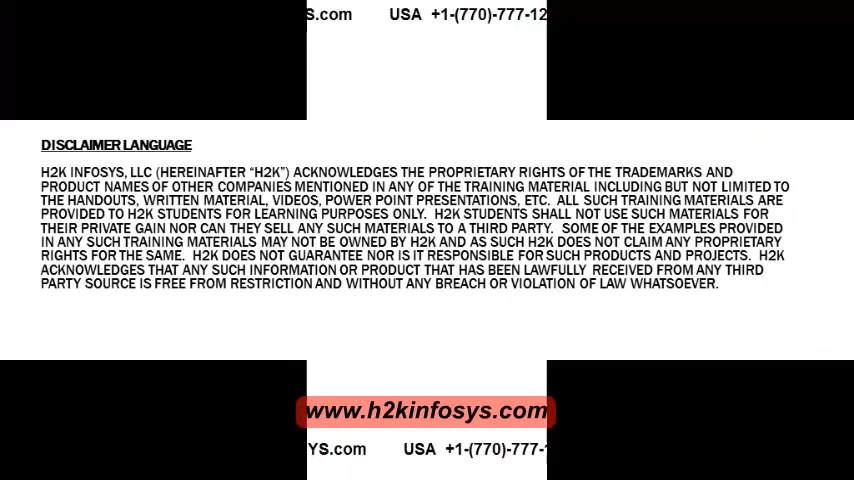 S.com USA +1-(770)-777-12
DISCLAIMER LANGUAGE
H2K INFOSYS, LLC (HEREINAFTER “H2K”) ACKNOWLEDGES THE PROPRIETARY RIGHTS OF THE TRADEMARKS AND
PRODUCT NAMES OF OTHER COMPANIES MENTIONED IN ANY OF THE TRAINING MATERIAL INCLUDING BUT NOT LIMITED TO
THE HANDOUTS, WRITTEN MATERIAL, VIDEOS, POWER POINT PRESENTATIONS, ETC. ALL SUCH TRAINING MATERIALS ARE
PROVIDED TO H2K STUDENTS FOR LEARNING PURPOSES ONLY. H2K STUDENTS SHALL NOT USE SUCH MATERIALS FOR
THEIR PRIVATE GAIN NOR CAN THEY SELL ANY SUCH MATERIALS TO A THIRD PARTY. SOME OF THE EXAMPLES PROVIDED
IN ANY SUCH TRAINING MATERIALS MAY NOT BE OWNED BY H2K AND AS SUCH H2K DOES NOT CLAIM ANY PROPRIETARY
RIGHTS FOR THE SAME. H2K DOES NOT GUARANTEE NOR IS IT RESPONSIBLE FOR SUCH PRODUCTS AND PROJECTS. H2K
ACKNOWLEDGES THAT ANY SUCH INFORMATION OR PRODUCT THAT HAS BEEN LAWFULLY RECEIVED FROM ANY THIRD
PARTY SOURCE IS FREE FROM RESTRICTION AND WITHOUT ANY BREACH OR VIOLATION OF LAW WHATSOEVER.
www.h2kinfosys.com
YS.com USA +1-(770)-777-